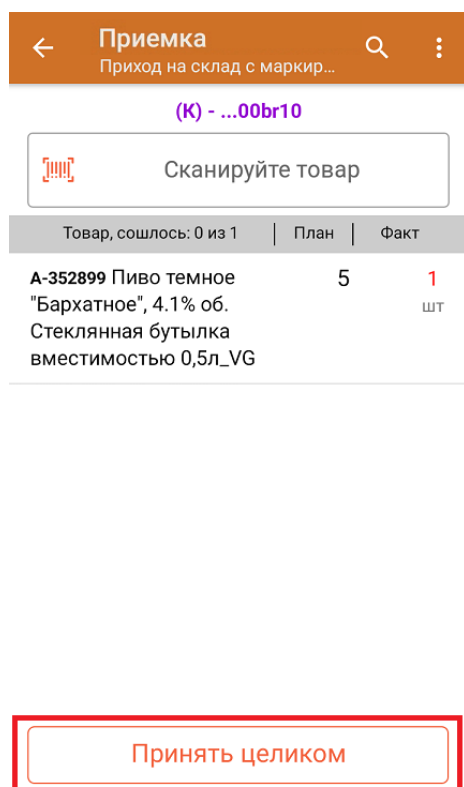 Приемка
Приход на склад с маркир...
(К) - ...00br10
Сканируйте товар
Товар, сошлось: 0 из 1 | План | Факт
А-352899 Пиво темное 5 1
"Бархатное", 4.1% об. шт
Стеклянная бутылка
вместимостью 0,5л_VG
Принять целиком